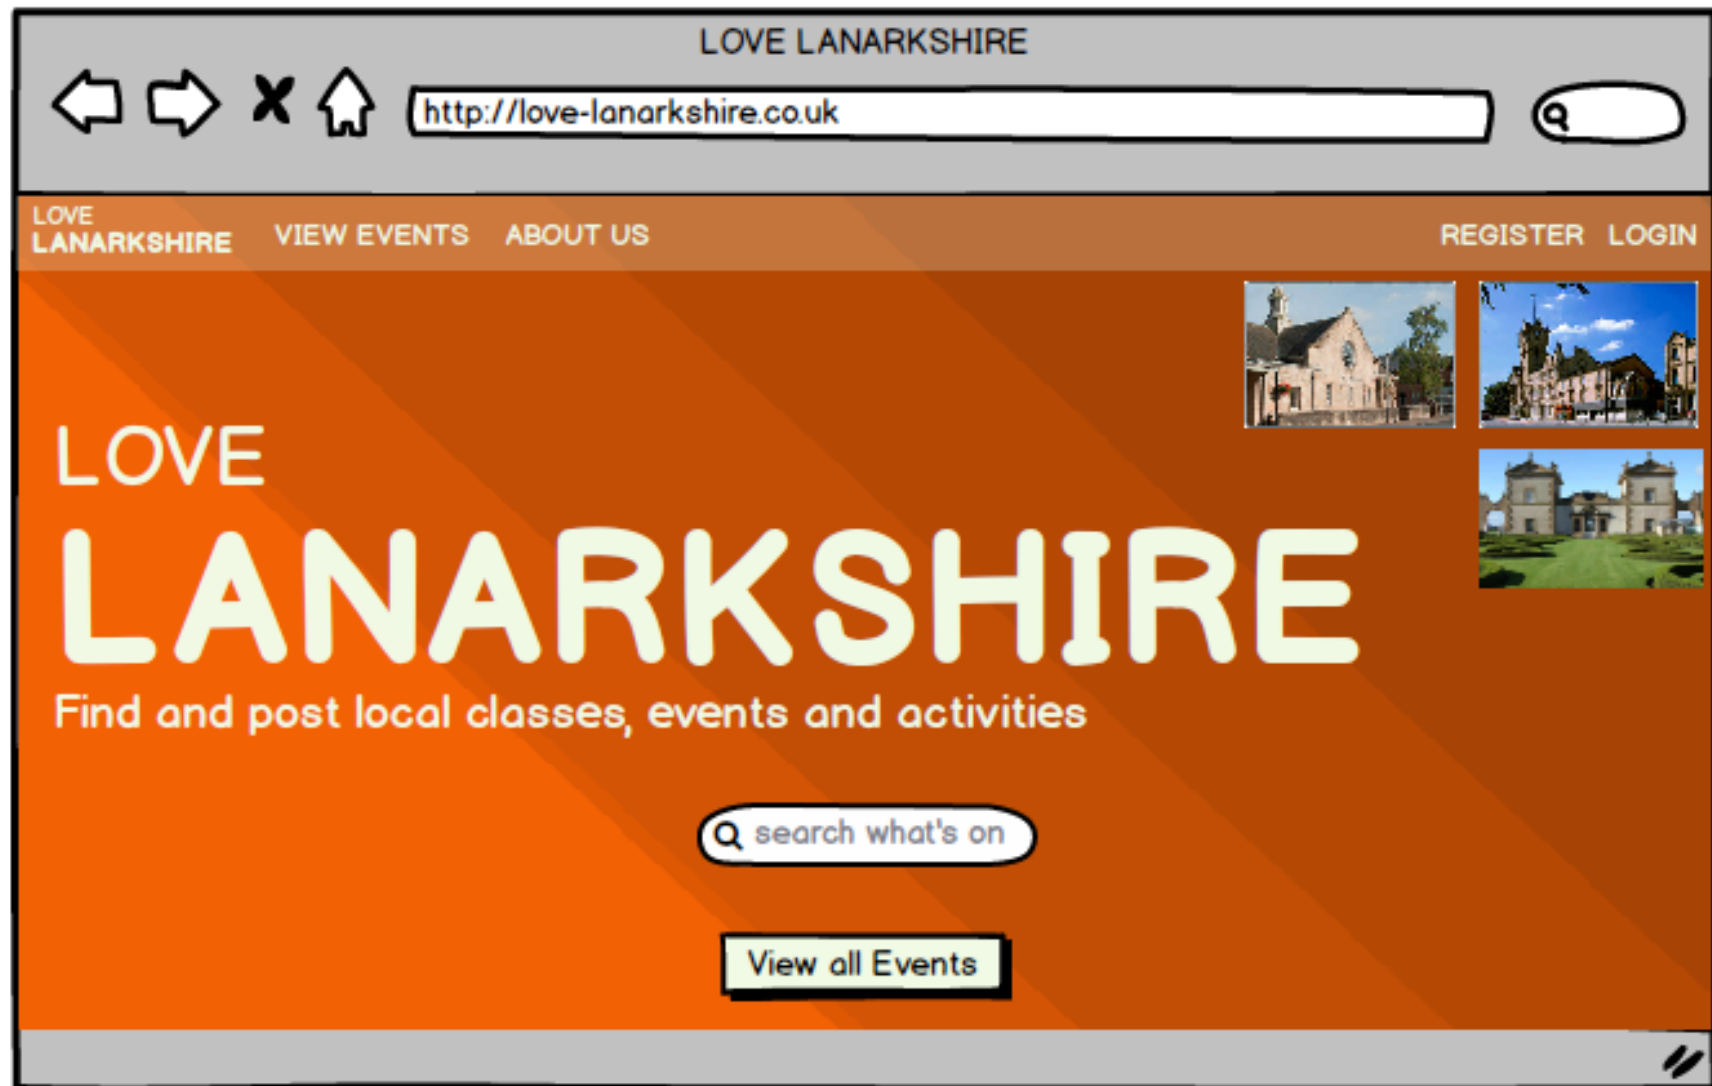 LOVE LANARKSHIRE
http://love-lanarkshire.co.uk
LOVE
LANARKSHIRE
VIEW EVENTS
ABOUT US
REGISTER
LOGIN
LOVE
LANARKSHIRE
Find and post local classes, events and activities
search what's on
View all Events